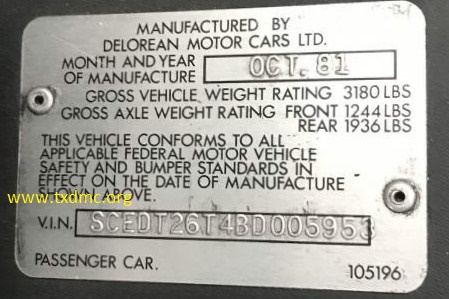 MANUFACTURED BY
DELOREAN MOTOR CARS LTD.
MONTH AND YEAR
OF MANUFACTURE OCT. 81
GROSS VEHICLE WEIGHT RATING 3180 LBS
GROSS AXLE WEIGHT RATING FRONT 1244 LBS
REAR 1936 LBS
THIS VEHICLE CONFORMS TO ALL
APPLICABLE FEDERAL MOTOR VEHICLE
SAFETY AND BUMPER STANDARDS IN
EFFECT ON THE DATE OF MANUFACTURE
SHOWN ABOVE.
www.txdmc.org
V.I.N. SCEDT26T4BD005953
PASSENGER CAR. 105196